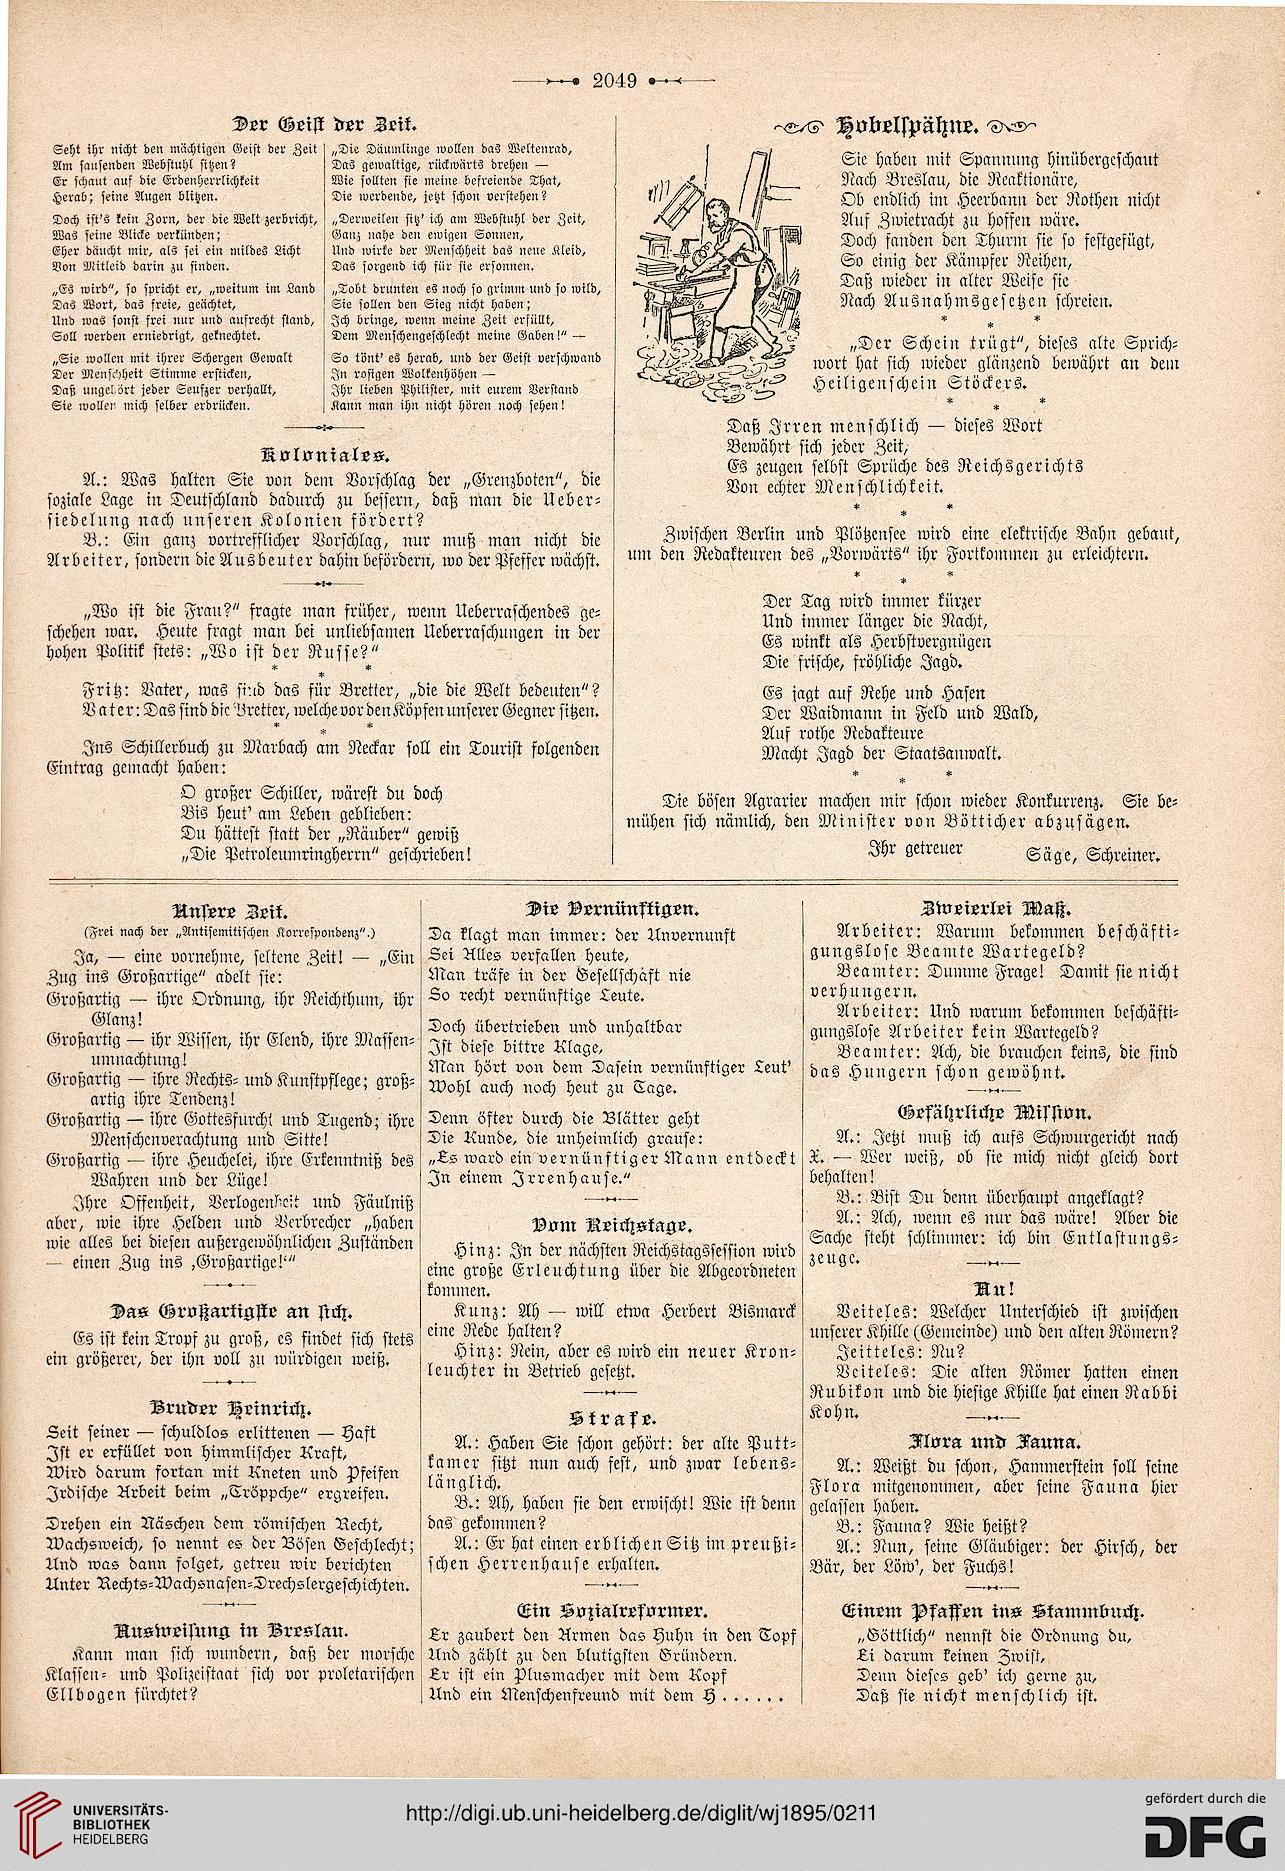 2049
Der Geist der Zeit.
Seht ihr nicht den mächtigen Geist der Zeit
Am sausenden Webstuhl sitzen?
Er schaut auf die Erdenherrlichkeit
Herab; seine Augen blitzen.
Doch ist's kein Zorn, der die Welt zerbricht,
Was seine Blicke verkünden;
Eher däucht mir, als sei ein mildes Licht
Von Mitleid darin zu finden.
„Es wird“, so spricht er, „weitum im Land
Das Wort, das freie, geächtet,
Und was sonst frei nur und aufrecht stand,
Soll werden erniedrigt, geknechtet.
„Sie wollen mit ihrer Schergen Gewalt
Der Menschheit Stimme ersticken,
Daß ungehört jeder Seufzer verhallt,
Sie wollen mich selber erdrücken.
„Die Däumlinge wollen das Weltenrad,
Das gewaltige, rückwärts drehen —
Wie sollten sie meine befreiende That,
Die werdende, jetzt schon verstehen?
„Derweilen sitz' ich am Webstuhl der Zeit,
Ganz nahe den ewigen Sonnen,
Und wirke der Menschheit das neue Kleid,
Das sorgend ich für sie ersonnen.
„Tobt drunten es noch so grimm und so wild,
Sie sollen den Sieg nicht haben;
Ich bringe, wenn meine Zeit erfüllt,
Dem Menschengeschlecht meine Gaben!“ —
So tönt' es herab, und der Geist verschwand
In rosigen Wolkenhöhen —
Ihr lieben Philister, mit eurem Verstand
Kann man ihn nicht hören noch sehen!
Koloniales.
A.: Was halten Sie von dem Vorschlag der „Grenzboten“, die
soziale Lage in Deutschland dadurch zu bessern, daß man die Ueber-
siedelung nach unseren Kolonien fördert?
B.: Ein ganz vortrefflicher Vorschlag, nur muß man nicht die
Arbeiter, sondern die Ausbeuter dahin befördern, wo der Pfeffer wächst.
„Wo ist die Frau?“ fragte man früher, wenn Ueberraschendes ge-
schehen war. Heute fragt man bei unliebsamen Ueberraschungen in der
hohen Politik stets: „Wo ist der Russe?“
* * *
Fritz: Vater, was sind das für Bretter, „die die Welt bedeuten“?
Vater: Das sind die Bretter, welche vor den Köpfen unserer Gegner sitzen.
* * *
Ins Schillerbuch zu Marbach am Neckar soll ein Tourist folgenden
Eintrag gemacht haben:
O großer Schiller, wärest du doch
Bis heut' am Leben geblieben:
Du hättest statt der „Räuber“ gewiß
„Die Petroleumringherrn“ geschrieben!
Hobelspähne.
Sie haben mit Spannung hinübergeschaut
Nach Breslau, die Reaktionäre,
Ob endlich im Heerbann der Rothen nicht
Auf Zwietracht zu hoffen wäre.
Doch fanden den Thurm sie so festgefügt,
So einig der Kämpfer Reihen,
Daß wieder in alter Weise sie
Nach Ausnahmsgesetzen schreien.
* * *
„Der Schein trügt“, dieses alte Sprich-
wort hat sich wieder glänzend bewährt an dem
Heiligenschein Stöckers.
* * *
Daß Irren menschlich — dieses Wort
Bewährt sich jeder Zeit,
Es zeugen selbst Sprüche des Reichsgerichts
Von echter Menschlichkeit.
* * *
Zwischen Berlin und Plötzensee wird eine elektrische Bahn gebaut,
um den Redakteuren des „Vorwärts“ ihr Fortkommen zu erleichtern.
* * *
Der Tag wird immer kürzer
Und immer länger die Nacht,
Es winkt als Herbstvergnügen
Die frische, fröhliche Jagd.
Es jagt auf Rehe und Hasen
Der Waidmann in Feld und Wald,
Auf rothe Redakteure
Macht Jagd der Staatsanwalt.
* * *
Die bösen Agrarier machen mir schon wieder Konkurrenz. Sie be-
mühen sich nämlich, den Minister von Bötticher abzusägen.
Ihr getreuer
Säge, Schreiner.
Unsere Zeit.
(Frei nach der „Antisemitischen Korrespondenz“.)
Ja, — eine vornehme, seltene Zeit! — „Ein
Zug ins Großartige“ adelt sie:
Großartig — ihre Ordnung, ihr Reichthum, ihr
Glanz!
Großartig — ihr Wissen, ihr Elend, ihre Massen-
umnachtung!
Großartig — ihre Rechts- und Kunstpflege; groß-
artig ihre Tendenz!
Großartig — ihre Gottesfurcht und Tugend; ihre
Menschenverachtung und Sitte!
Großartig — ihre Heuchelei, ihre Erkenntniß des
Wahren und der Lüge!
Ihre Offenheit, Verlogenheit und Fäulniß
aber, wie ihre Helden und Verbrecher „haben
wie alles bei diesen außergewöhnlichen Zuständen
— einen Zug ins ‚Großartige!‘“
Das Großartigste an sich.
Es ist kein Tropf zu groß, es findet sich stets
ein größerer, der ihn voll zu würdigen weiß.
Bruder Heinrich.
Seit seiner — schuldlos erlittenen — Haft
Ist er erfüllet von himmlischer Kraft,
Wird darum fortan mit Kneten und Pfeifen
Irdische Arbeit beim „Tröppche“ ergreifen.
Drehen ein Näschen dem römischen Recht,
Wachsweich, so nennt es der Bösen Geschlecht;
Und was dann folget, getreu wir berichten
Unter Rechts-Wachsnasen-Drechslergeschichten.
Ausweisung in Breslau.
Kann man sich wundern, daß der morsche
Klassen- und Polizeistaat sich vor proletarischen
Ellbogen fürchtet?
Die Vernünftigen.
Da klagt man immer: der Unvernunft
Sei Alles verfallen heute,
Man träfe in der Gesellschaft nie
So recht vernünftige Leute.
Doch übertrieben und unhaltbar
Ist diese bittre Klage,
Man hört von dem Dasein vernünftiger Leut'
Wohl auch noch heut zu Tage.
Denn öfter durch die Blätter geht
Die Kunde, die unheimlich grause:
„Es ward ein vernünftiger Mann entdeckt
In einem Irrenhause.“
Vom Reichstage.
Hinz: In der nächsten Reichstagssession wird
eine große Erleuchtung über die Abgeordneten
kommen.
Kunz: Ah — will etwa Herbert Bismarck
eine Rede halten?
Hinz: Nein, aber es wird ein neuer Kron-
leuchter in Betrieb gesetzt.
Strafe.
A.: Haben Sie schon gehört: der alte Putt-
kamer sitzt nun auch fest, und zwar lebens-
länglich.
B.: Ah, haben sie den erwischt! Wie ist denn
das gekommen?
A.: Er hat einen erblichen Sitz im preußi-
schen Herrenhause erhalten.
Ein Sozialreformer.
Er zaubert den Armen das Huhn in den Topf
Und zählt zu den blutigsten Gründern.
Er ist ein Plusmacher mit dem Kopf
Und ein Menschenfreund mit dem H . . . . . .
Zweierlei Maß.
Arbeiter: Warum bekommen beschäfti-
gungslose Beamte Wartegeld?
Beamter: Dumme Frage! Damit sie nicht
verhungern.
Arbeiter: Und warum bekommen beschäfti-
gungslose Arbeiter kein Wartegeld?
Beamter: Ach, die brauchen keins, die sind
das Hungern schon gewöhnt.
Gefährliche Mission.
A.: Jetzt muß ich aufs Schwurgericht nach
X. — Wer weiß, ob sie mich nicht gleich dort
behalten!
B.: Bist Du denn überhaupt angeklagt?
A.: Ach, wenn es nur das wäre! Aber die
Sache steht schlimmer: ich bin Entlastungs-
zeuge.
Au!
Veiteles: Welcher Unterschied ist zwischen
unserer Khille (Gemeinde) und den alten Römern?
Jeitteles: Nu?
Veiteles: Die alten Römer hatten einen
Rubikon und die hiesige Khille hat einen Rabbi
Kohn.
Flora und Fauna.
A.: Weißt du schon, Hammerstein soll seine
Flora mitgenommen, aber seine Fauna hier
gelassen haben.
B.: Fauna? Wie heißt?
A.: Nun, seine Gläubiger: der Hirsch, der
Bär, der Löw', der Fuchs!
Einem Pfaffen ins Stammbuch.
„Göttlich“ nennst die Ordnung du,
Ei darum keinen Zwist,
Denn dieses geb' ich gerne zu,
Daß sie nicht menschlich ist.
UNIVERSITÄTS-
BIBLIOTHEK
HEIDELBERG
http://digi.ub.uni-heidelberg.de/diglit/wj1895/0211
gefördert durch die
DFG